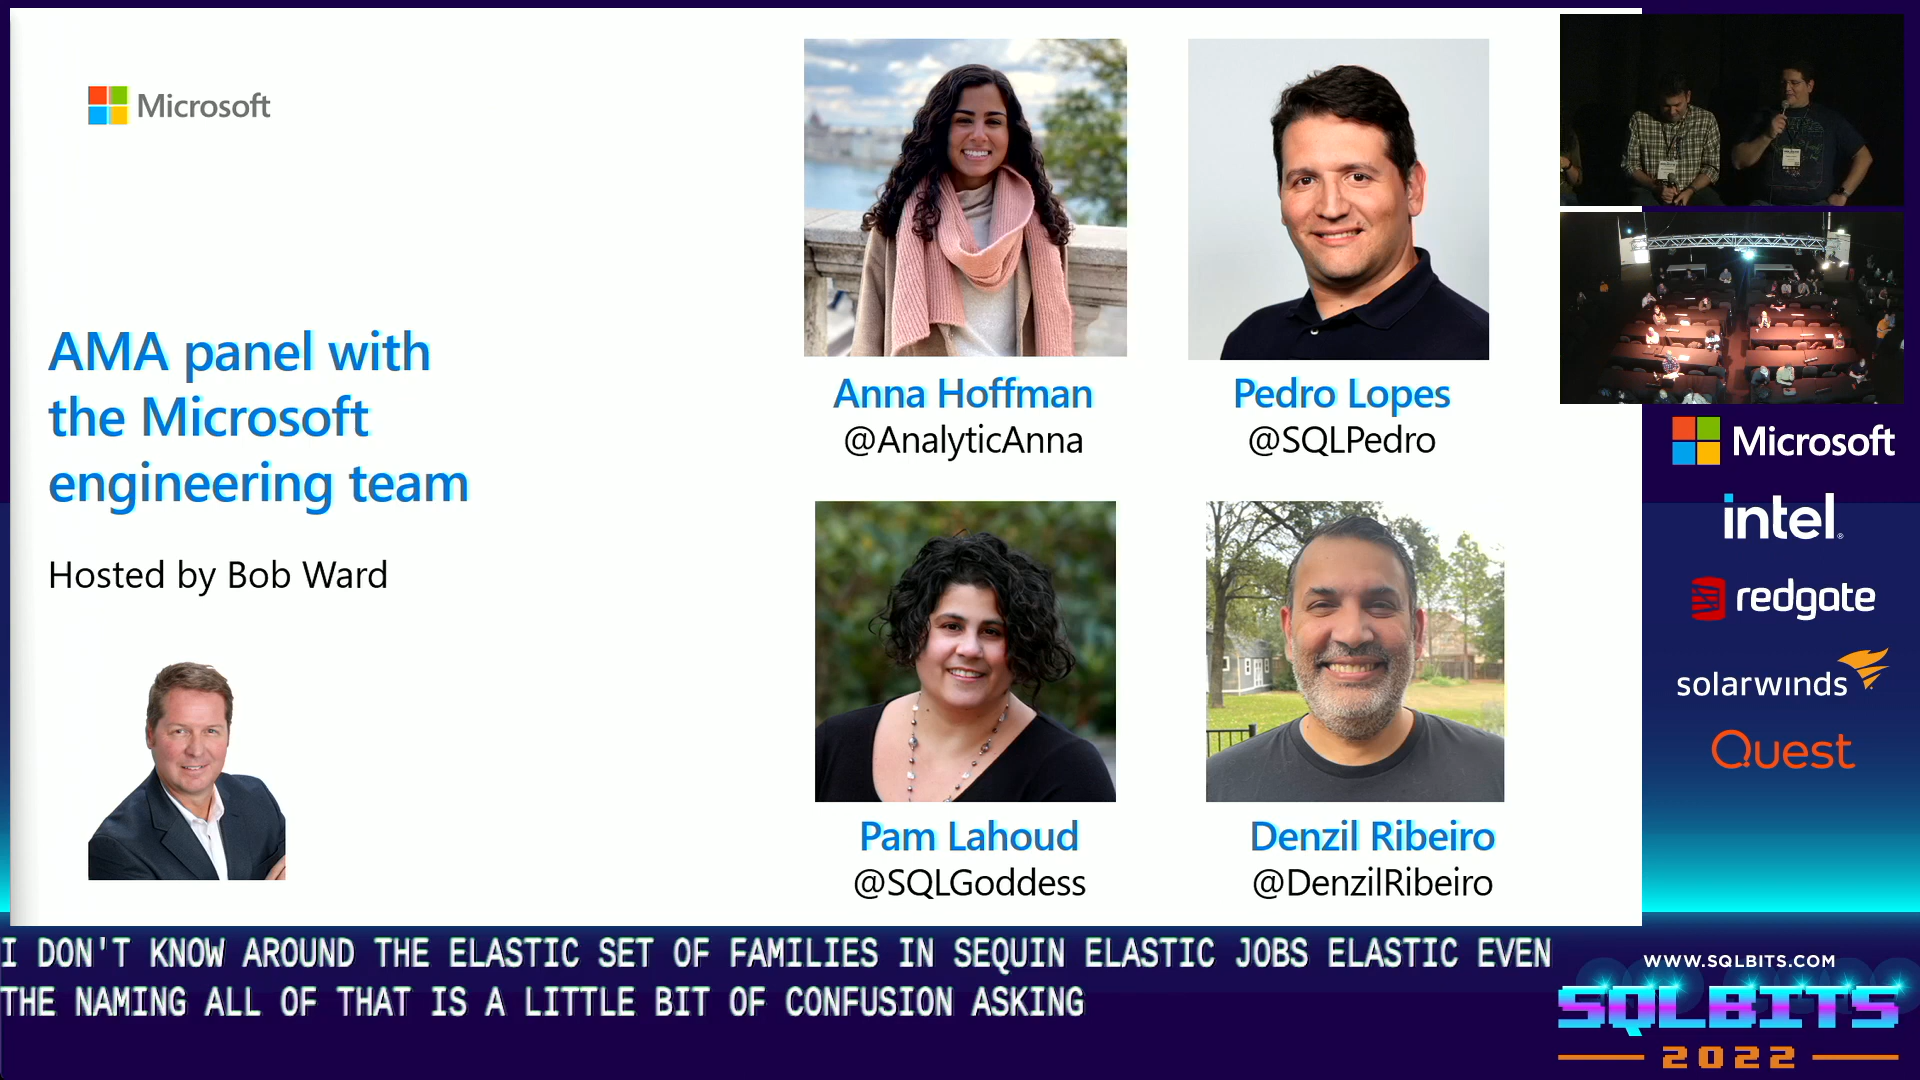 Microsoft
AMA panel with
the Microsoft
engineering team
Hosted by Bob Ward
Anna Hoffman
@AnalyticAnna
Pedro Lopes
@SQLPedro
Pam Lahoud
@SQLGoddess
Denzil Ribeiro
@DenzilRibeiro
Microsoft
intel.
redgate
solarwinds
Quest
I DON'T KNOW AROUND THE ELASTIC SET OF FAMILIES IN SEQUIN ELASTIC JOBS ELASTIC EVEN
THE NAMING ALL OF THAT IS A LITTLE BIT OF CONFUSION ASKING
WWW.SQLBITS.COM
SQLBITS
2022